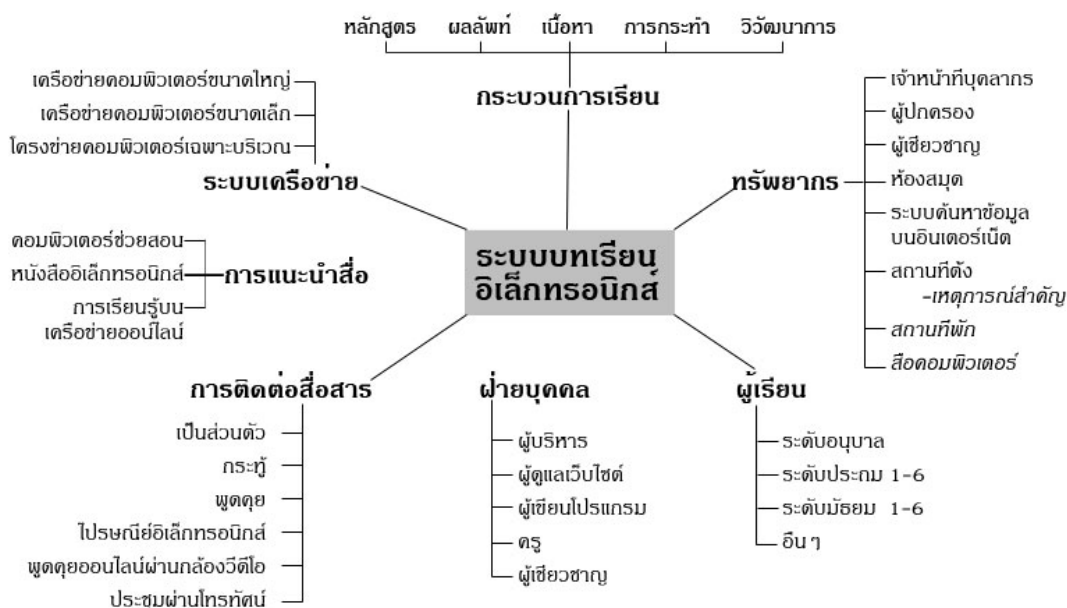 หลักสูตร ผลลัพท์ เนื้อหา การกระทำ วิวัฒนาการ
กระบวนการเรียน
เครือข่ายคอมพิวเตอร์ขนาดใหญ่
เครือข่ายคอมพิวเตอร์ขนาดเล็ก
โครงข่ายคอมพิวเตอร์เฉพาะบริเวณ
ระบบเครือข่าย
เจ้าหน้าที่บุคลากร
ผู้ปกครอง
ผู้เชี่ยวชาญ
ทรัพยากร
ห้องสมุด
ระบบค้นหาข้อมูล
บนอินเตอร์เน็ต
สถานที่ตั้ง
-เหตุการณ์สำคัญ
สถานที่พัก
สื่อคอมพิวเตอร์
คอมพิวเตอร์ช่วยสอน
หนังสืออิเล็กทรอนิกส์
การเรียนรู้บน
เครือข่ายออนไลน์
การแนะนำสื่อ
ระบบบทเรียน
อิเล็กทรอนิกส์
การติดต่อสื่อสาร
เป็นส่วนตัว
กระทู้
พูดคุย
ไปรษณีย์อิเล็กทรอนิกส์
พูดคุยออนไลน์ผ่านกล้องวีดีโอ
ประชุมผ่านโทรทัศน์
ฝ่ายบุคคล
ผู้บริหาร
ผู้ดูแลเว็บไซต์
ผู้เขียนโปรแกรม
ครู
ผู้เชี่ยวชาญ
ผู้เรียน
ระดับอนุบาล
ระดับประถม 1-6
ระดับมัธยม 1-6
อื่นๆ